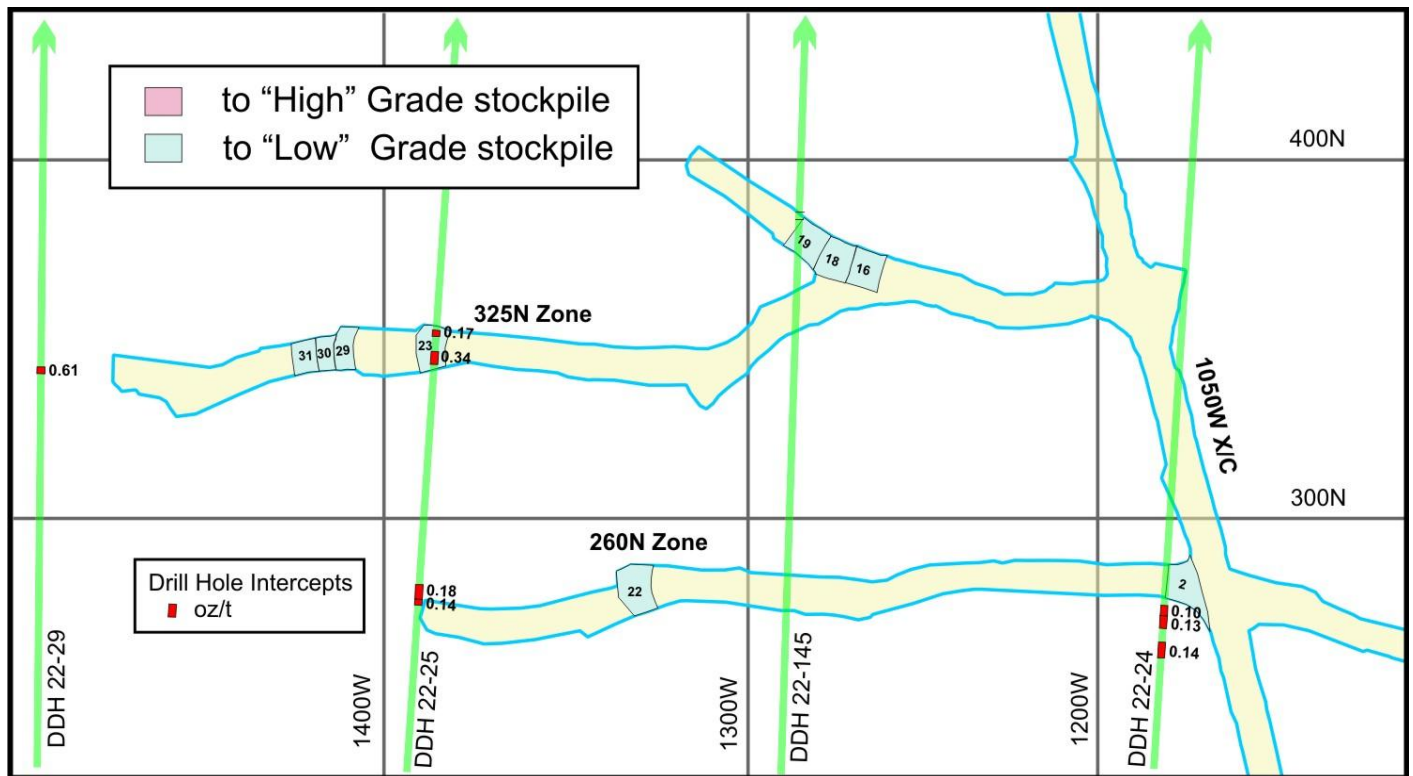 to “High” Grade stockpile
to “Low” Grade stockpile
400N
19
18
16
325N Zone
0.17
23
0.34
31
30
29
0.61
1050W X/C
300N
260N Zone
Drill Hole Intercepts
oz/t
0.18
0.14
22
2
0.10
0.13
0.14
DDH 22-29
1400W
DDH 22-25
1300W
DDH 22-145
1200W
DDH 22-24